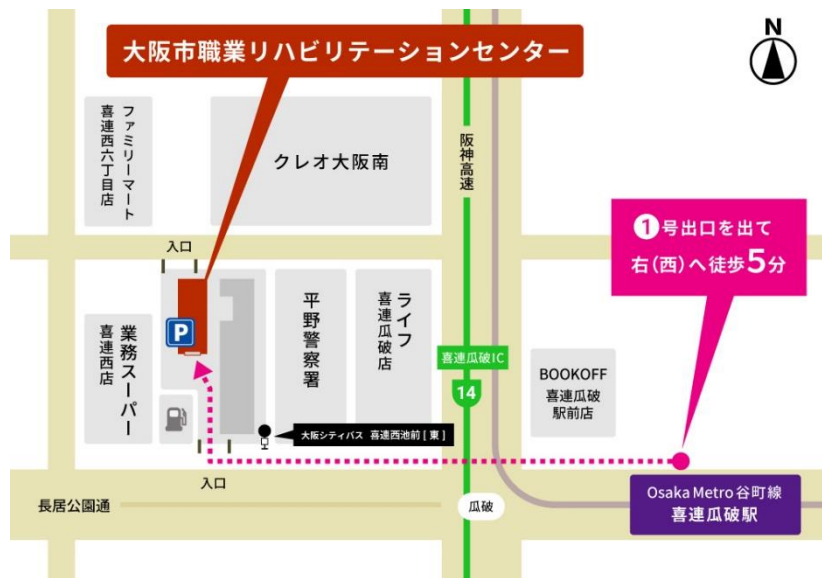 大阪市職業リハビリテーションセンター
N
ファミリーマート
喜連西六丁目店
クレオ大阪南
阪神高速
❶号出口を出て
右(西)へ徒歩5分
入口
P
業務スーパー
喜連西店
平野警察署
ライフ
喜連瓜破店
喜連瓜破IC
14
BOOKOFF
喜連瓜破
駅前店
大阪シティバス 喜連西池前[東]
入口
長居公園通
瓜破
Osaka Metro 谷町線
喜連瓜破駅